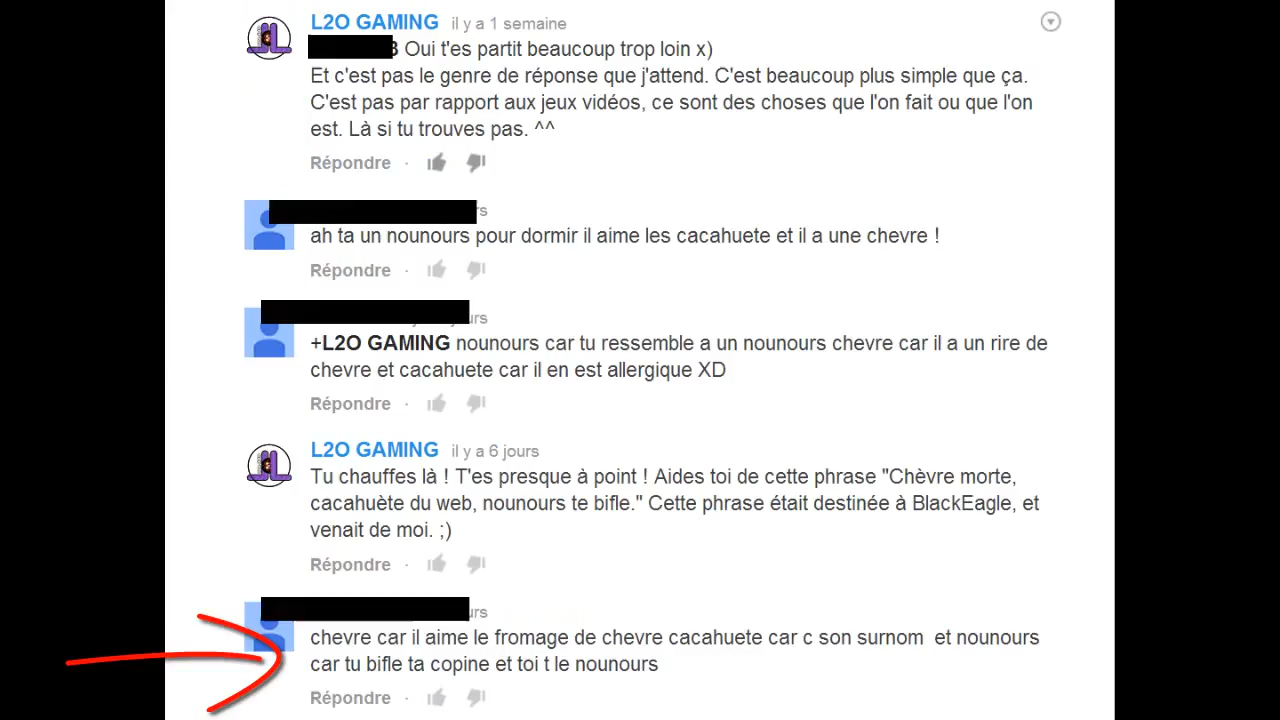 L2O GAMING il y a 1 semaine
Oui t'es partit beaucoup trop loin x)
Et c'est pas le genre de réponse que j'attend. C'est beaucoup plus simple que ça.
C'est pas par rapport aux jeux vidéos, ce sont des choses que l'on fait ou que l'on
est. Là si tu trouves pas. ^^
Répondre ·
ah ta un nounours pour dormir il aime les cacahuete et il a une chevre !
Répondre ·
+L2O GAMING nounours car tu ressemble a un nounours chevre car il a un rire de
chevre et cacahuete car il en est allergique XD
Répondre ·
L2O GAMING il y a 6 jours
Tu chauffes là ! T'es presque à point ! Aides toi de cette phrase "Chèvre morte,
cacahuète du web, nounours te bifle." Cette phrase était destinée à BlackEagle, et
venait de moi. ;)
Répondre ·
chevre car il aime le fromage de chevre cacahuete car c son surnom et nounours
car tu bifle ta copine et toi t le nounours
Répondre ·